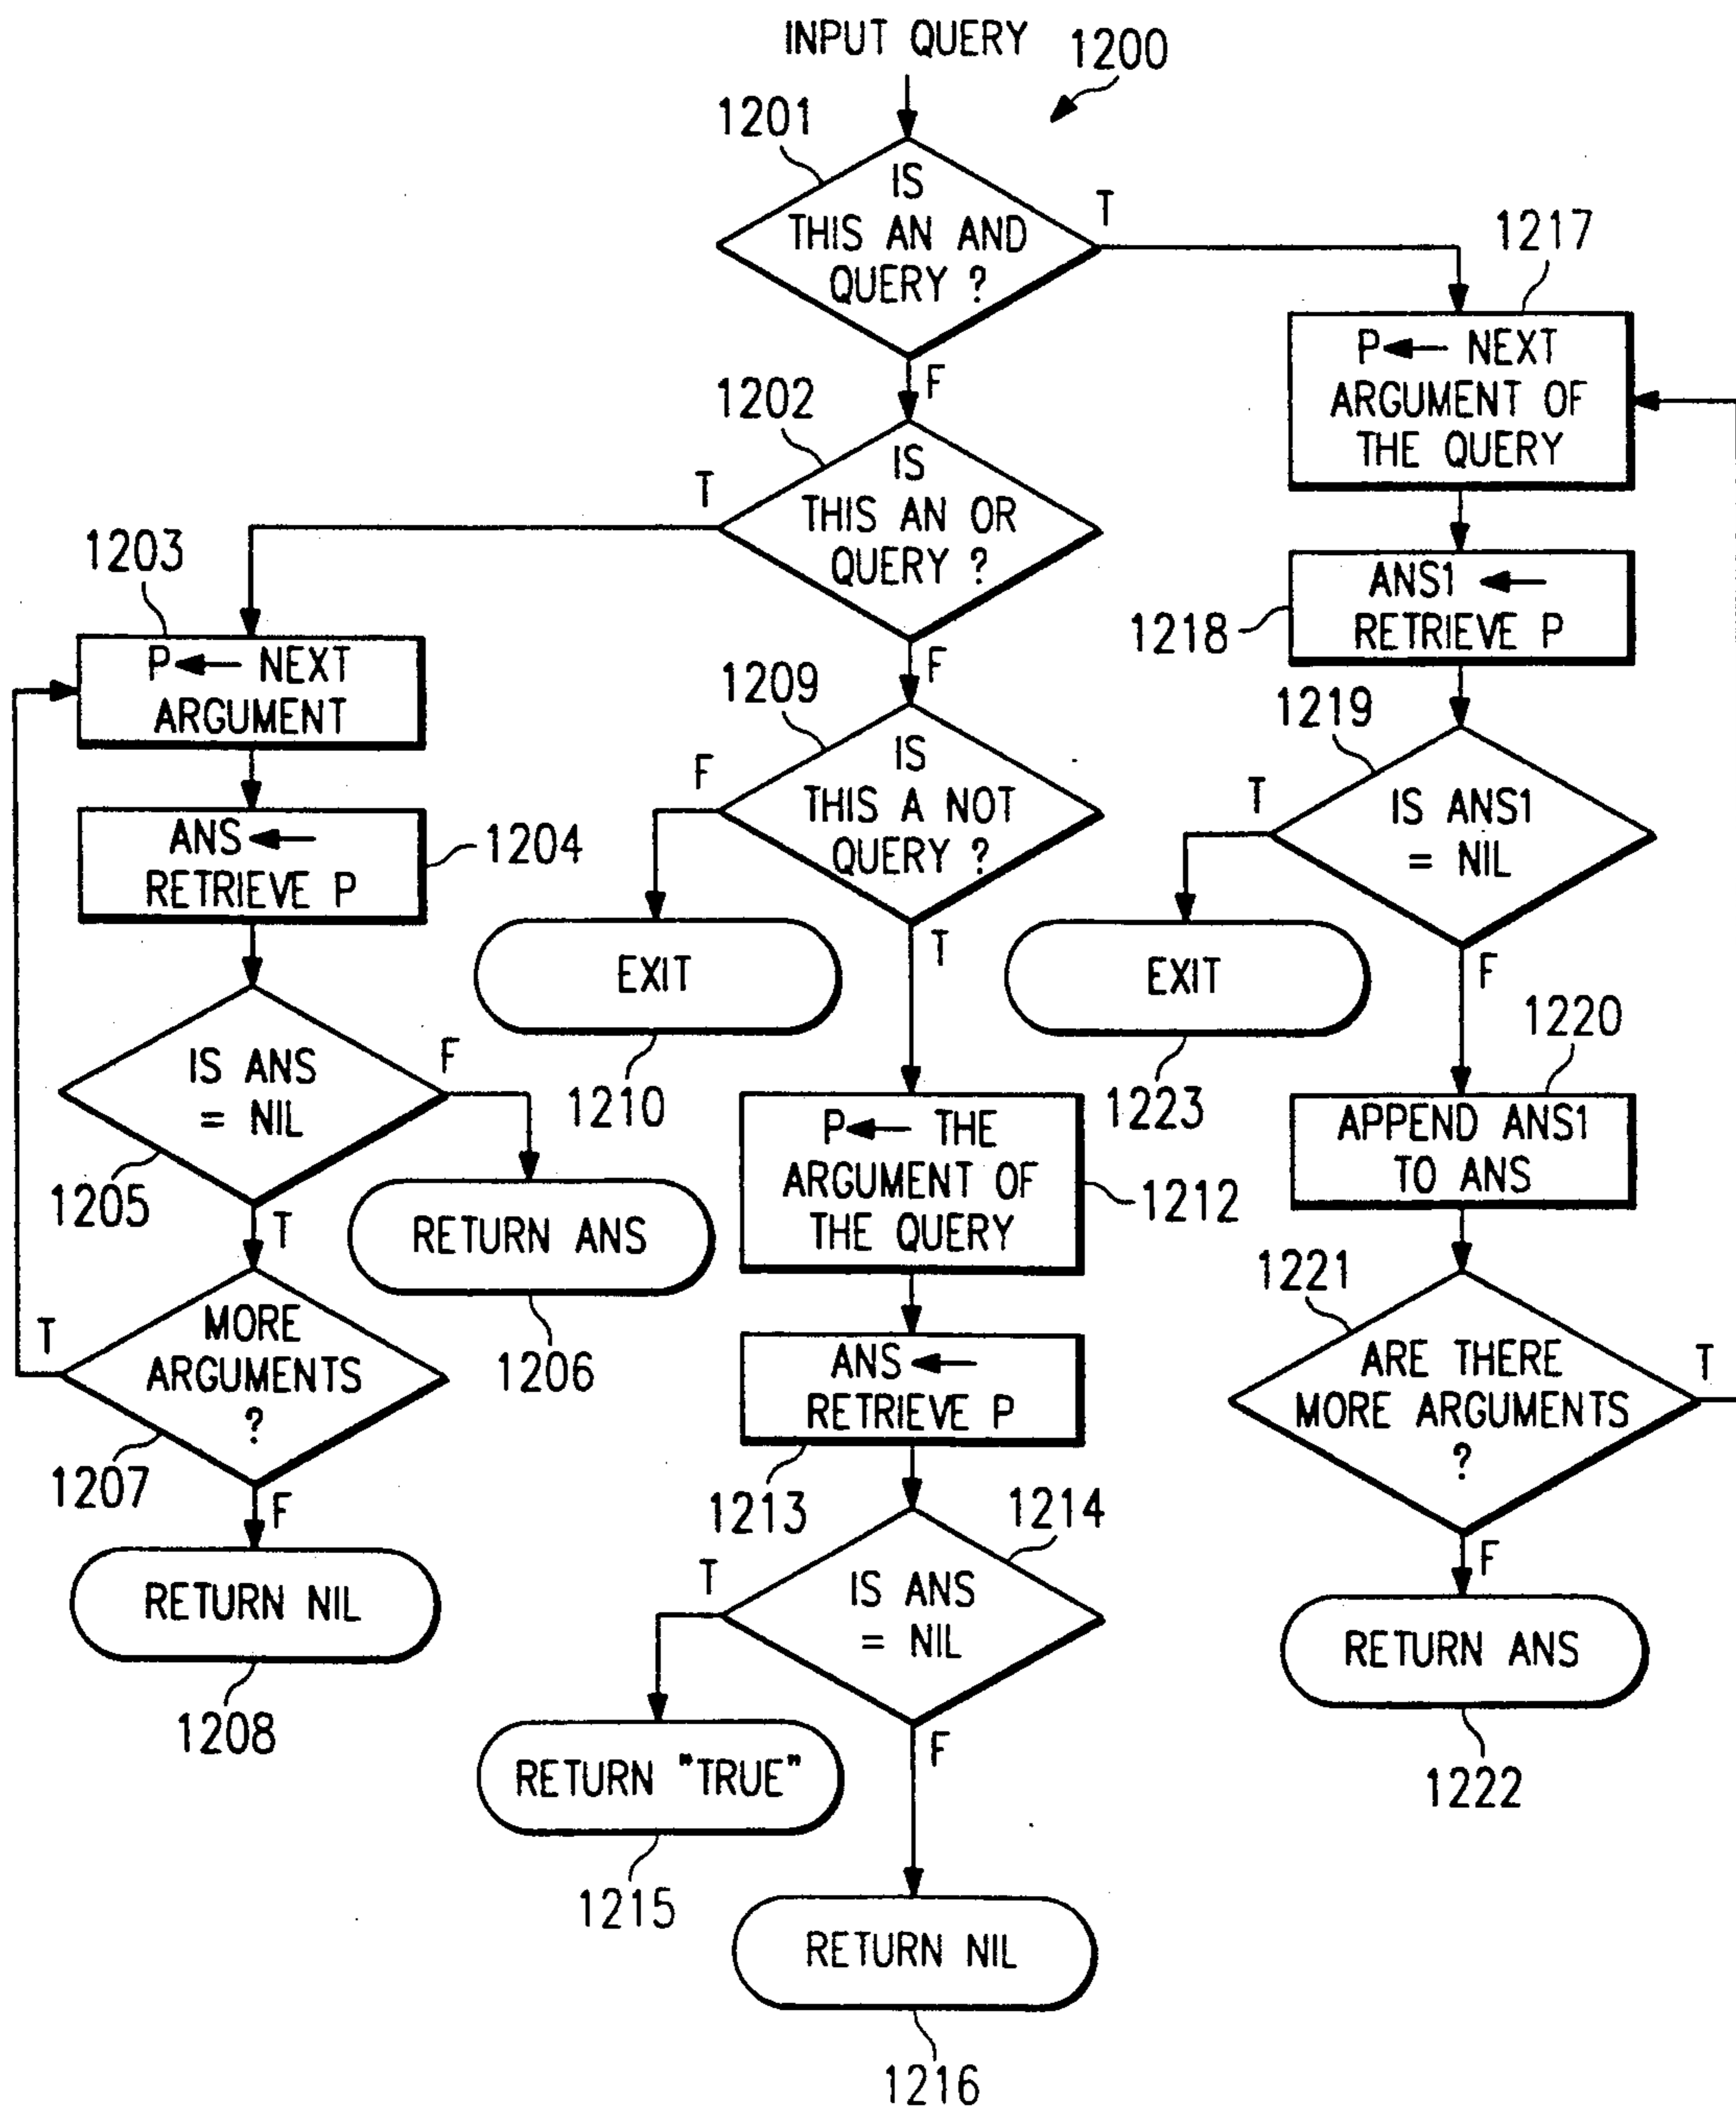 INPUT QUERY
1200
1201
IS
THIS AN AND
QUERY ?
T
F
1217
P← NEXT
ARGUMENT OF
THE QUERY
1202
IS
THIS AN OR
QUERY ?
T
F
1218
ANS1 ←
RETRIEVE P
1203
P← NEXT
ARGUMENT
1209
IS
THIS A NOT
QUERY ?
F
T
1219
IS ANS1
= NIL
T
F
ANS←
RETRIEVE P
1204
EXIT
1210
EXIT
1223
1220
APPEND ANS1
TO ANS
IS ANS
= NIL
F
T
1205
RETURN ANS
1206
P← THE
ARGUMENT OF
THE QUERY
1212
1221
ARE THERE
MORE ARGUMENTS
?
T
F
MORE
ARGUMENTS
?
T
F
1207
ANS←
RETRIEVE P
1213
1214
IS ANS
= NIL
T
F
RETURN NIL
1208
RETURN ANS
1222
RETURN "TRUE"
1215
RETURN NIL
1216